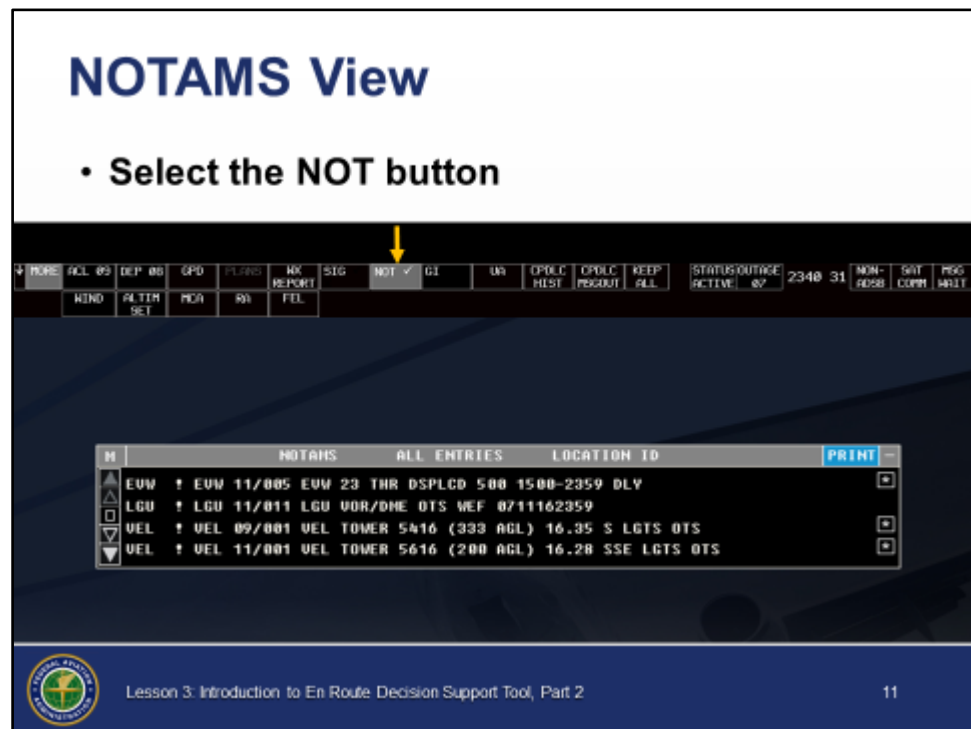 NOTAMS View
• Select the NOT button
MORE ACL 09 DEP 08 GPD PLANS WX REPORT SIG NOT ✓ GI UA CPDLC HIST CPDLC MSGOUT KEEP ALL STATUS ACTIVE OUTAGE 07 2340 31 NON-ADSB SAT COMM MSG WAIT
WIND ALTIM SET MCA RA FEL
M NOTAMS ALL ENTRIES LOCATION ID PRINT –
EVW ! EVW 11/005 EVW 23 THR DSPLCD 500 1500-2359 DLY
LGU ! LGU 11/011 LGU VOR/DME OTS WEF 0711162359
VEL ! VEL 09/001 VEL TOWER 5416 (333 AGL) 16.35 S LGTS OTS
VEL ! VEL 11/001 VEL TOWER 5616 (200 AGL) 16.28 SSE LGTS OTS
FEDERAL AVIATION ADMINISTRATION
Lesson 3: Introduction to En Route Decision Support Tool, Part 2
11